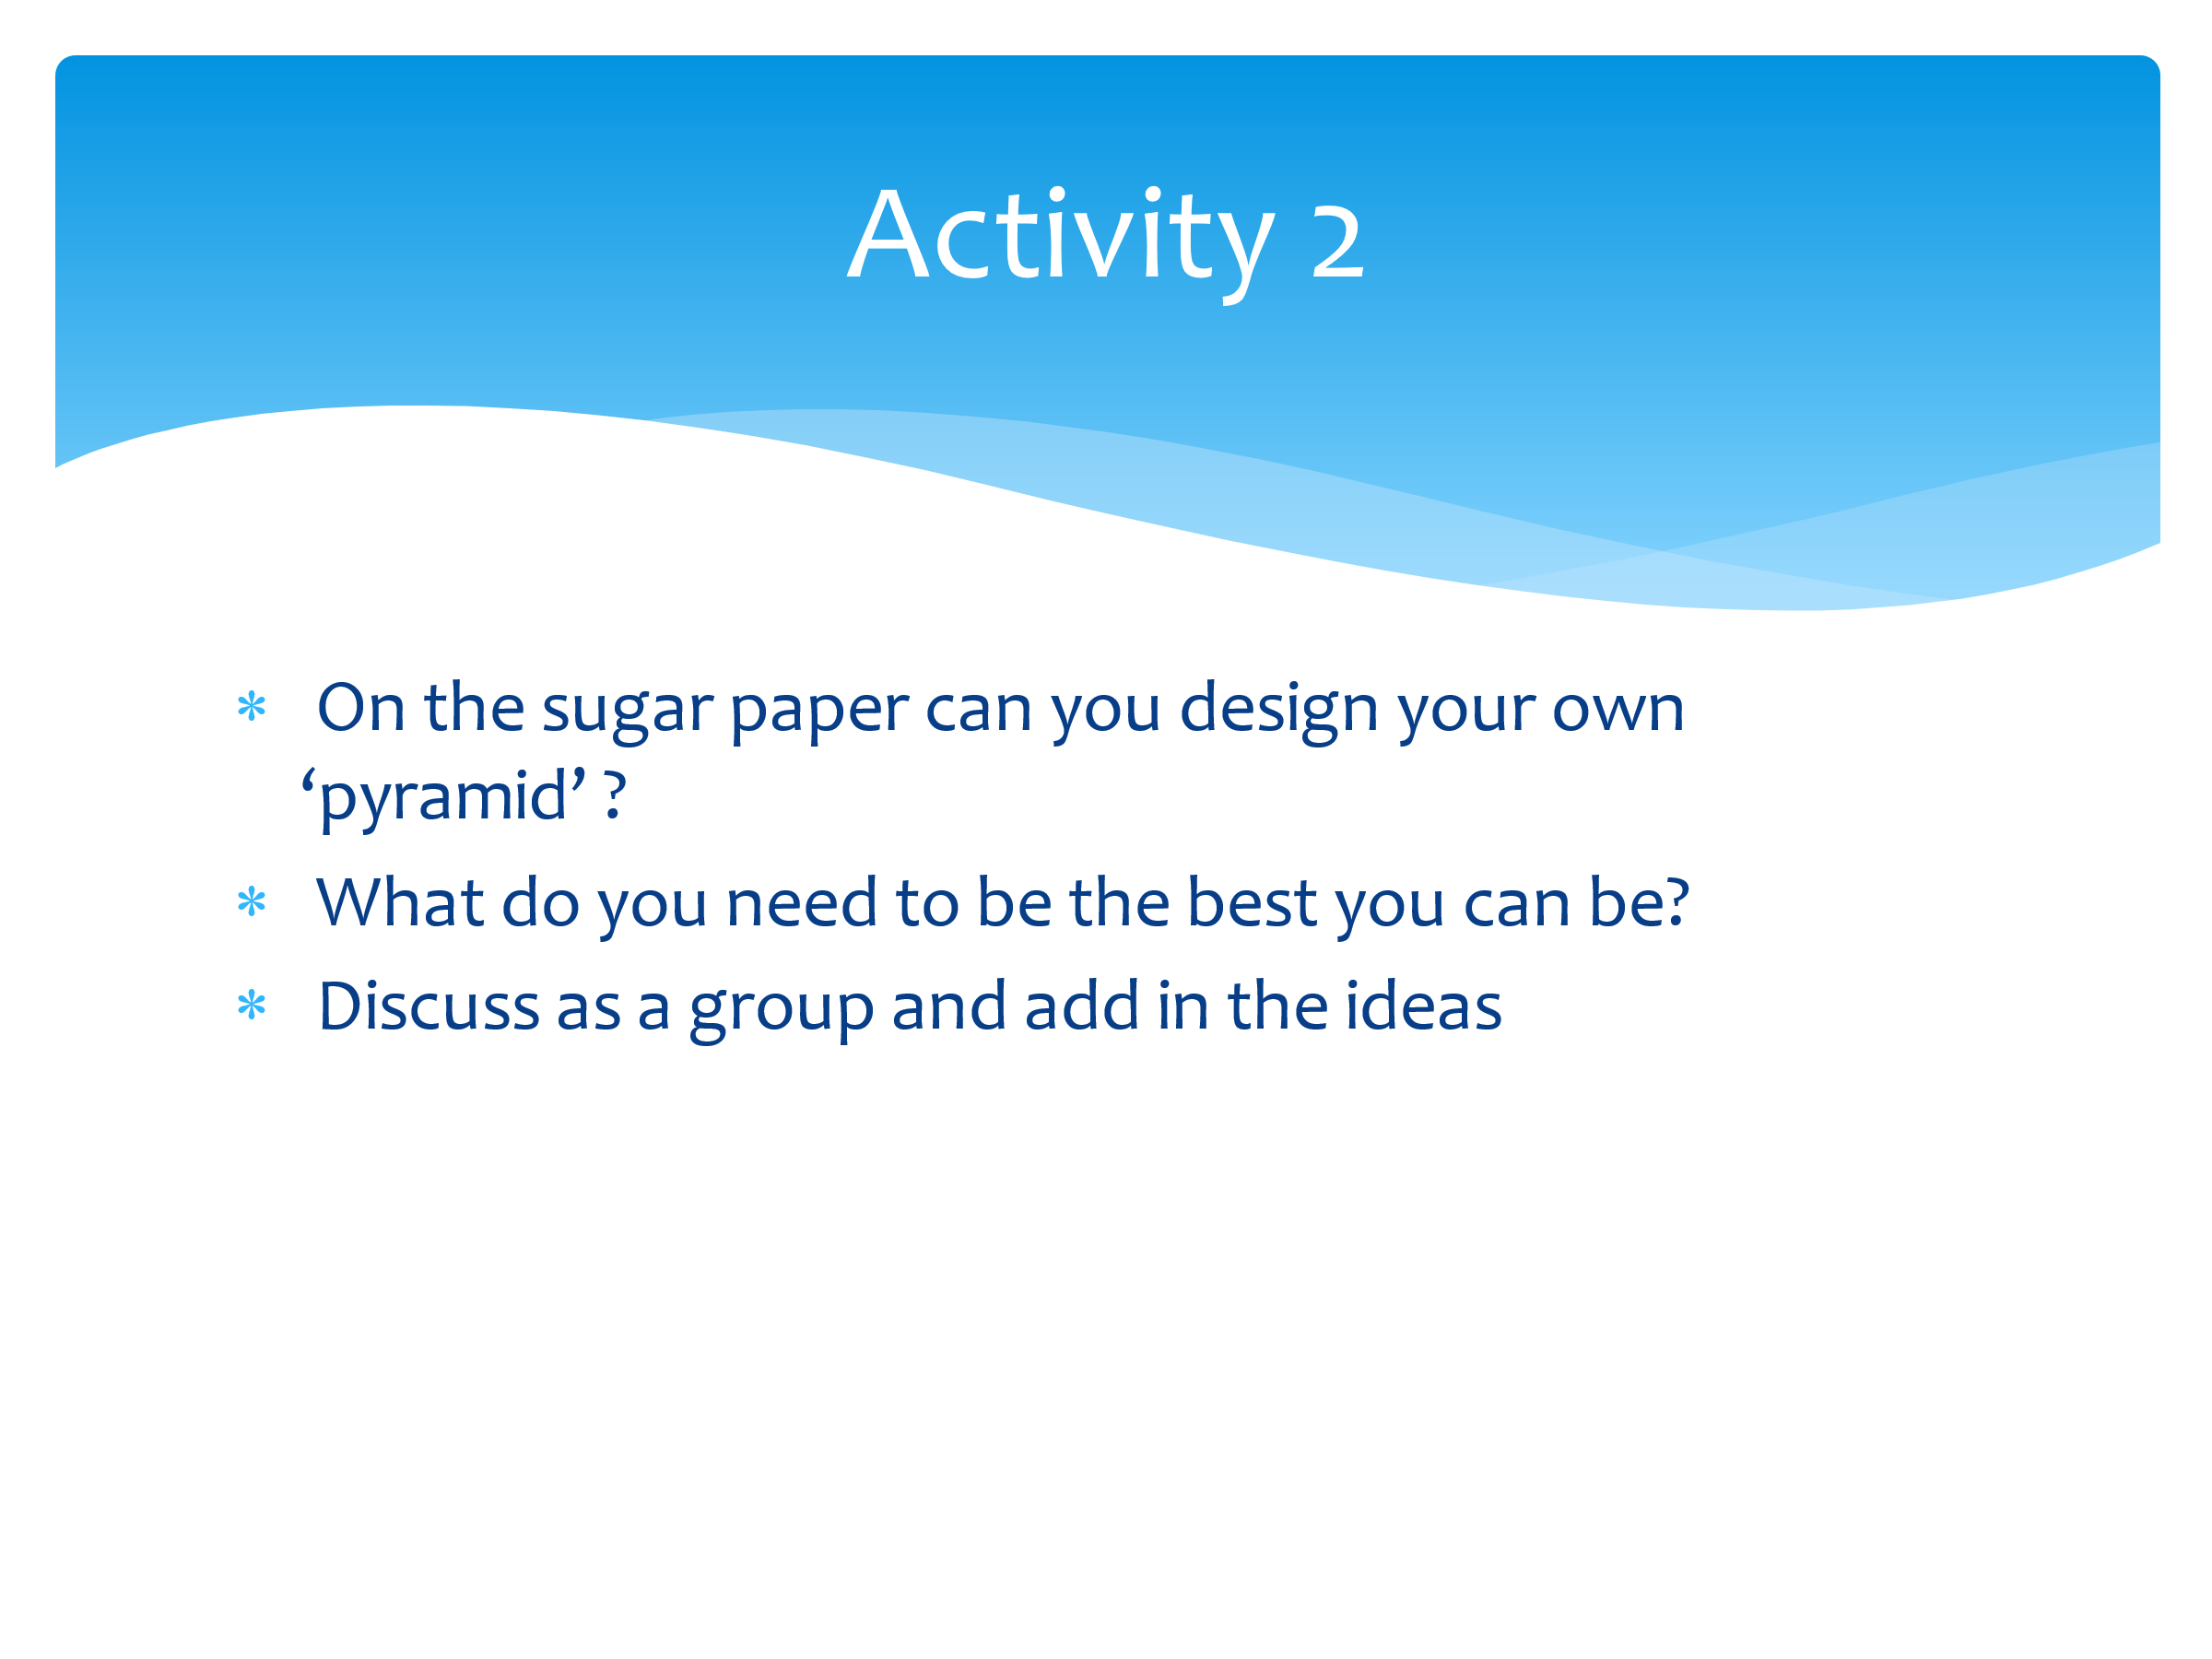 Activity 2
* On the sugar paper can you design your own
‘pyramid’ ?
* What do you need to be the best you can be?
* Discuss as a group and add in the ideas